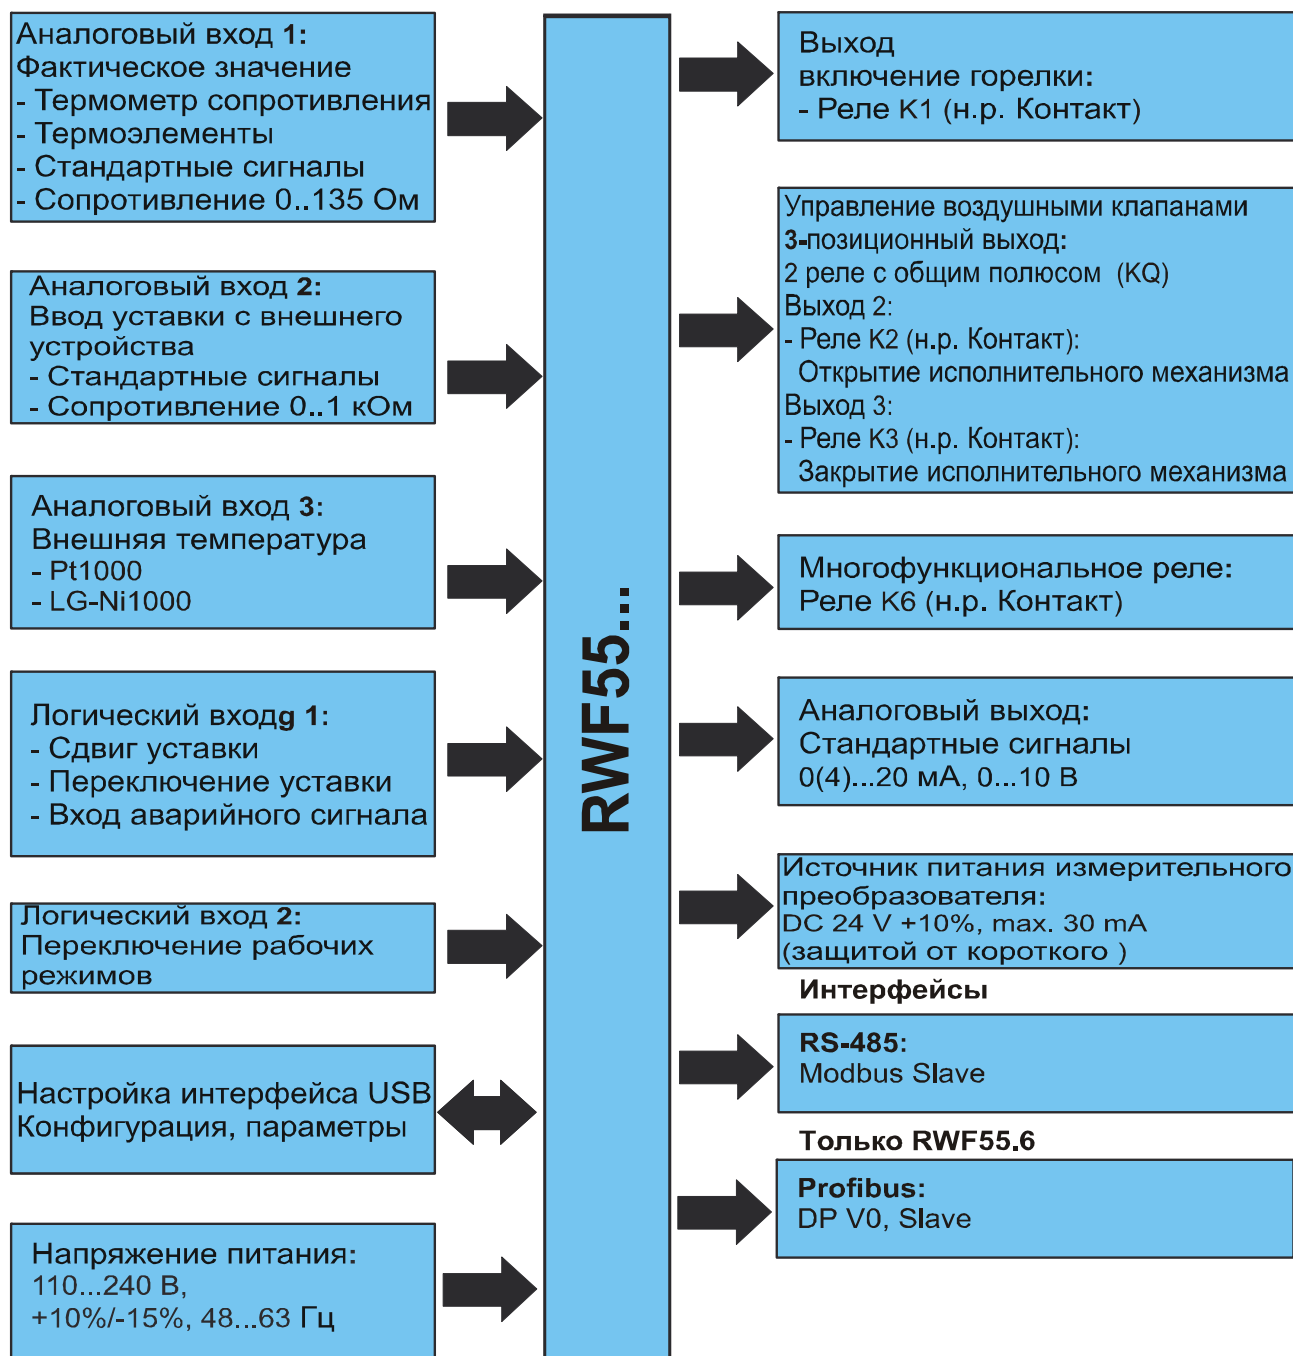 Аналоговый вход 1:
Фактическое значение
- Термометр сопротивления
- Термоэлементы
- Стандартные сигналы
- Сопротивление 0..135 Ом
Аналоговый вход 2:
Ввод уставки с внешнего
устройства
- Стандартные сигналы
- Сопротивление 0..1 кОм
Аналоговый вход 3:
Внешняя температура
- Pt1000
- LG-Ni1000
Логический входg 1:
- Сдвиг уставки
- Переключение уставки
- Вход аварийного сигнала
Логический вход 2:
Переключение рабочих
режимов
Настройка интерфейса USB
Конфигурация, параметры
Напряжение питания:
110...240 В,
+10%/-15%, 48...63 Гц
RWF55...
Выход
включение горелки:
- Реле K1 (н.р. Контакт)
Управление воздушными клапанами
3-позиционный выход:
2 реле с общим полюсом (KQ)
Выход 2:
- Реле K2 (н.р. Контакт):
Открытие исполнительного механизма
Выход 3:
- Реле K3 (н.р. Контакт):
Закрытие исполнительного механизма
Многофункциональное реле:
Реле K6 (н.р. Контакт)
Аналоговый выход:
Стандартные сигналы
0(4)...20 мА, 0...10 В
Источник питания измерительного
преобразователя:
DC 24 V +10%, max. 30 mA
(защитой от короткого )
Интерфейсы
RS-485:
Modbus Slave
Только RWF55.6
Profibus:
DP V0, Slave